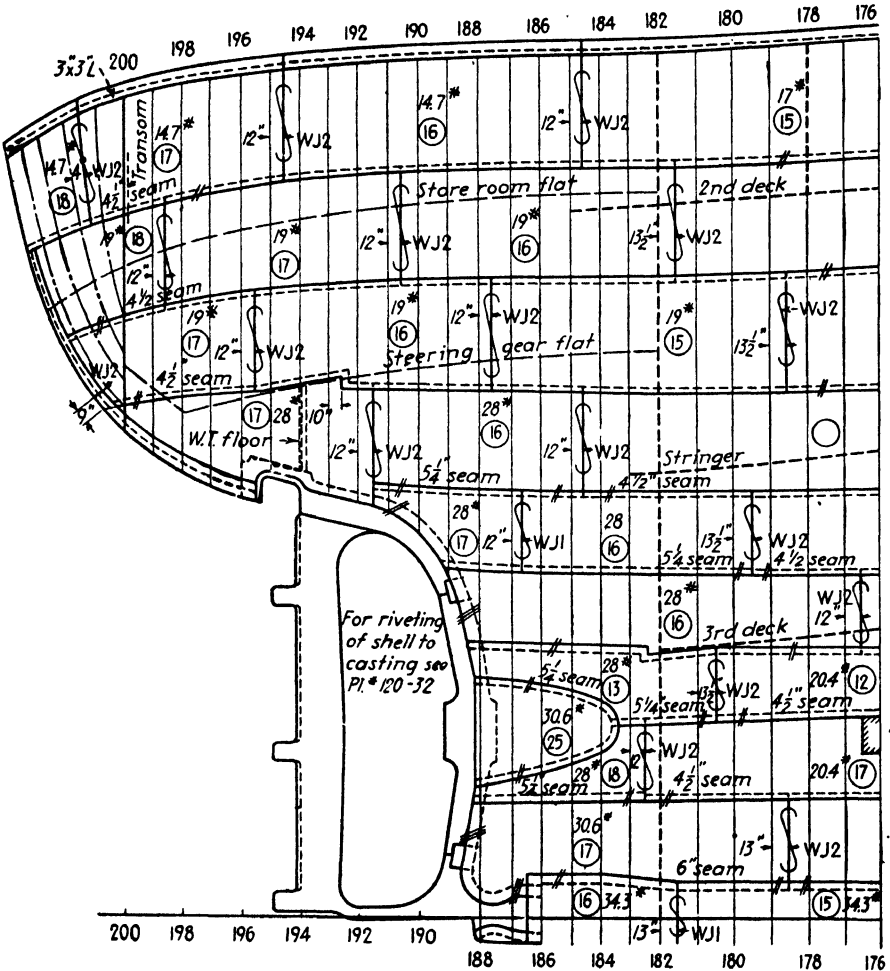 176
178
180
182
184
186
188
190
192
194
196
198
3"x3"L 200
14.7#
17
Transom
12"
WJ2
14.7#
16
12"
WJ2
17#
15
14.7#
4"
WJ2
18
4½" seam
Store room flat
2nd deck
19#
18
12"
4½ seam
19#
17
12"
WJ2
19#
16
13½"
WJ2
19#
17
12"
WJ2
19#
16
12"
WJ2
19#
15
13½"
WJ2
WJ2
9"
4½" seam
Steering gear flat
17
28#
10"
W.T. floor
12"
WJ2
28#
16
12"
WJ2
5¼" seam
Stringer
4½" seam
28#
17
12"
WJ1
28
16
13½"
WJ2
5¼ seam
4½ seam
28#
16
WJ2
12"
3rd deck
For riveting
of shell to
casting see
Pl.# 120-32
5¼" seam
28#
13
13½"
WJ2
5¼" seam
4½" seam
20.4#
12
30.6#
25
28#
18
12"
WJ2
4½" seam
20.4#
17
5½" seam
30.6#
17
13"
WJ2
6" seam
16
34.3#
13"
WJ1
15
34.3#
200
198
196
194
192
190
188
186
184
182
180
178
176